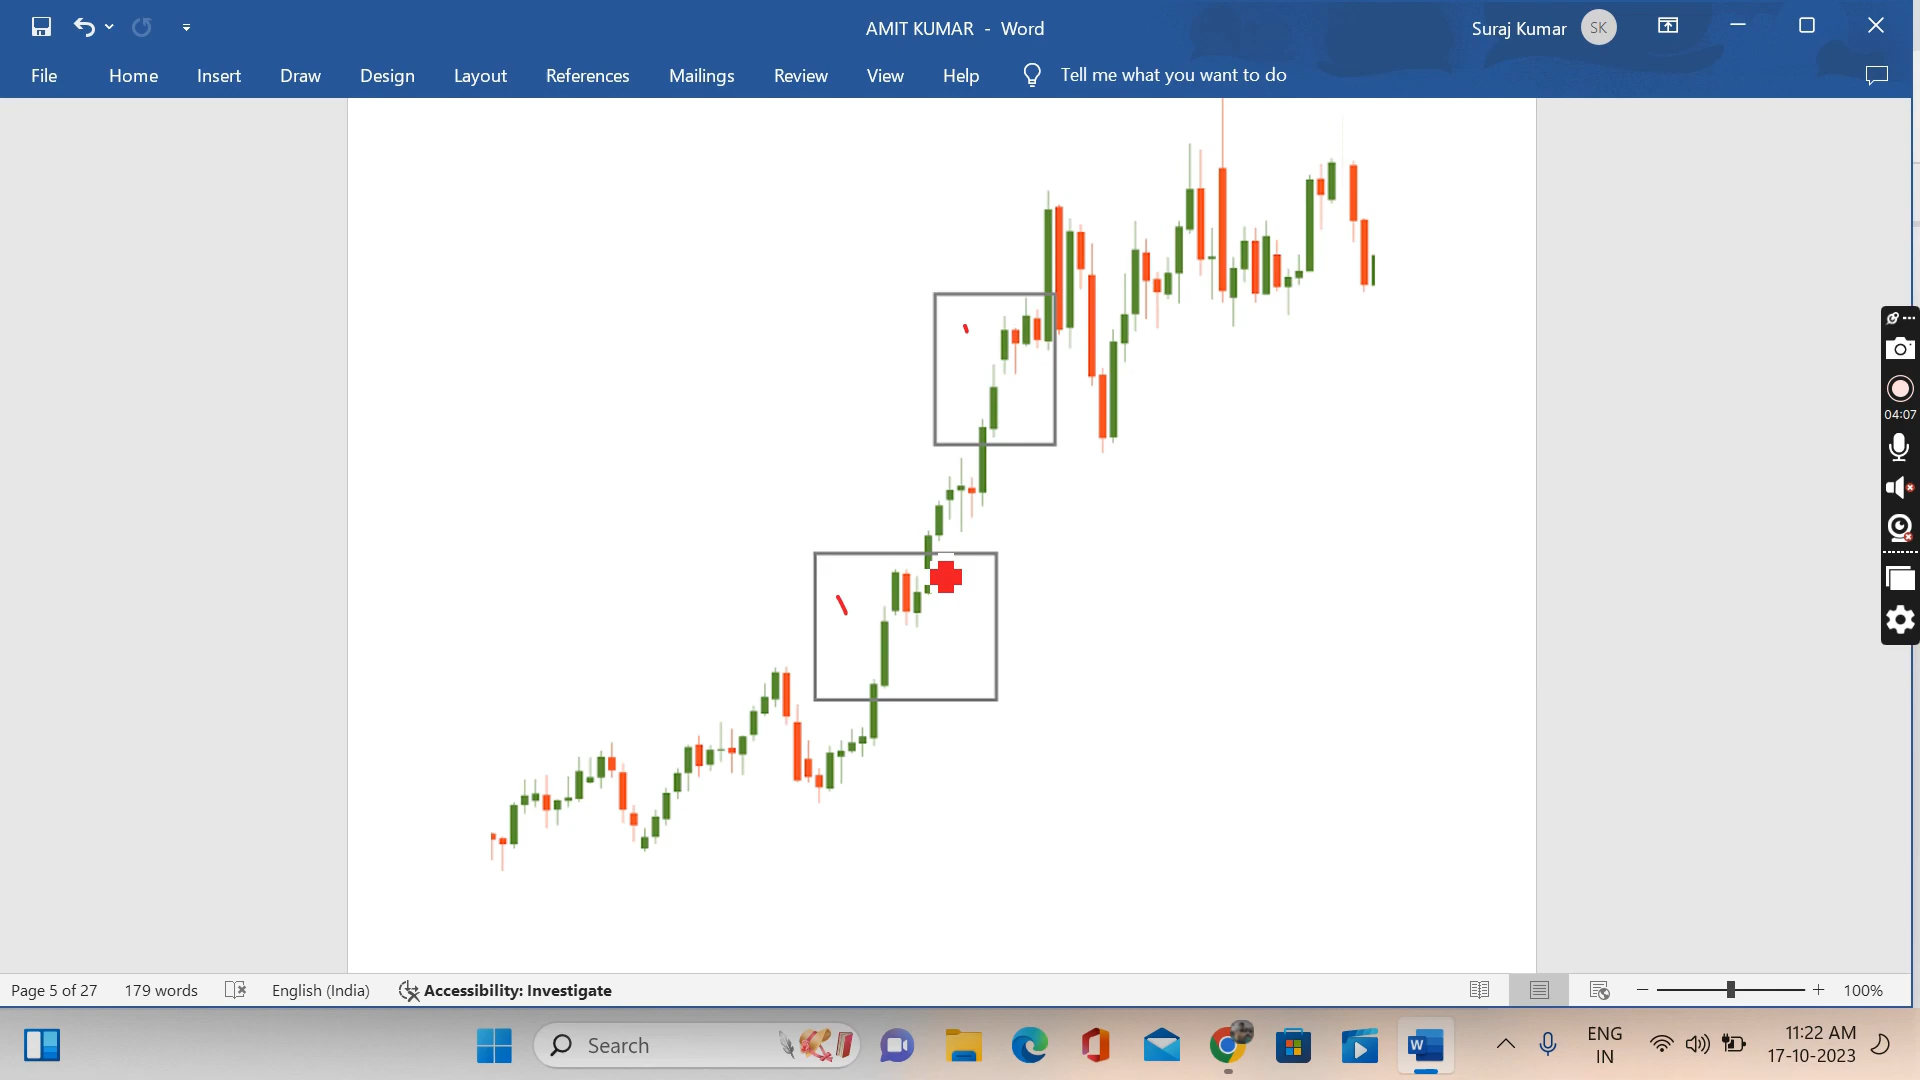 AMIT KUMAR - Word
Suraj Kumar SK
File Home Insert Draw Design Layout References Mailings Review View Help Tell me what you want to do
04:07
Page 5 of 27 179 words English (India) Accessibility: Investigate 100%
Search
W
ENG
IN
11:22 AM
17-10-2023